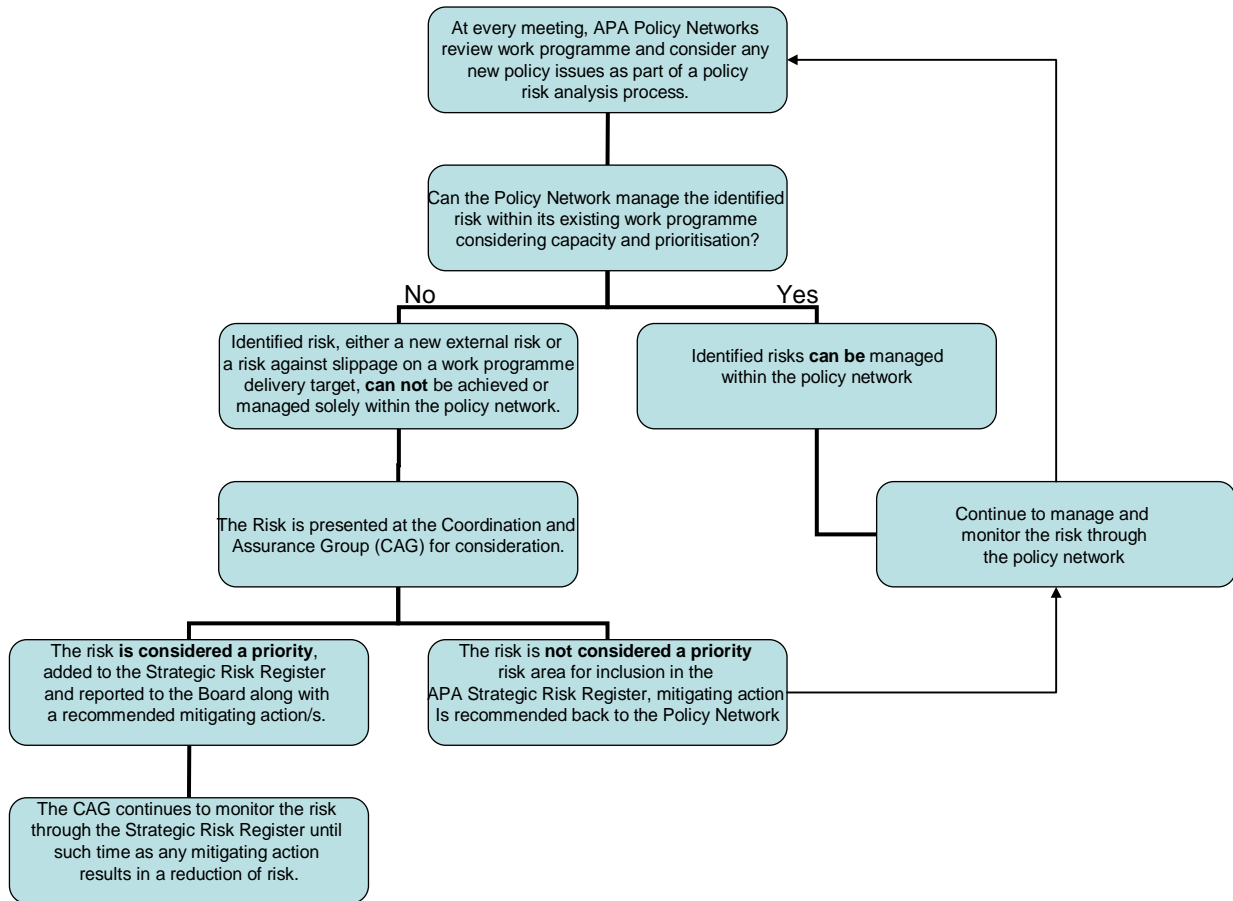 At every meeting, APA Policy Networks
review work programme and consider any
new policy issues as part of a policy
risk analysis process.
Can the Policy Network manage the identified
risk within its existing work programme
considering capacity and prioritisation?
No
Yes
Identified risk, either a new external risk or
a risk against slippage on a work programme
delivery target, can not be achieved or
managed solely within the policy network.
Identified risks can be managed
within the policy network
The Risk is presented at the Coordination and
Assurance Group (CAG) for consideration.
Continue to manage and
monitor the risk through
the policy network
The risk is considered a priority,
added to the Strategic Risk Register
and reported to the Board along with
a recommended mitigating action/s.
The risk is not considered a priority
risk area for inclusion in the
APA Strategic Risk Register, mitigating action
Is recommended back to the Policy Network
The CAG continues to monitor the risk
through the Strategic Risk Register until
such time as any mitigating action
results in a reduction of risk.